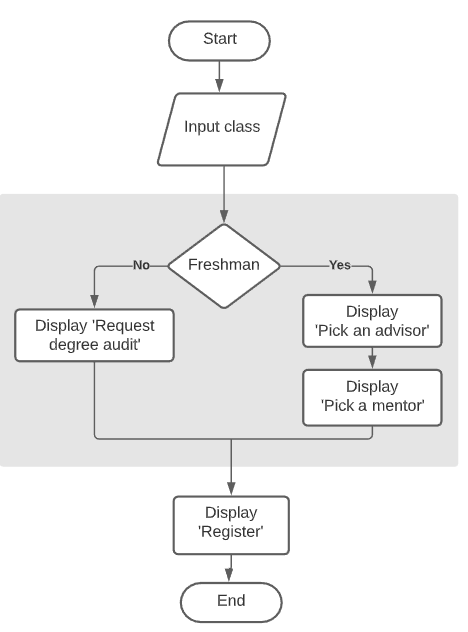 Start
Input class
Freshman
No
Yes
Display 'Request
degree audit'
Display
'Pick an advisor'
Display
'Pick a mentor'
Display
'Register'
End